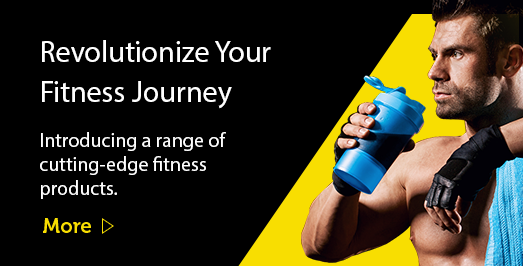 Revolutionize Your
Fitness Journey
Introducing a range of
cutting-edge fitness
products.
More